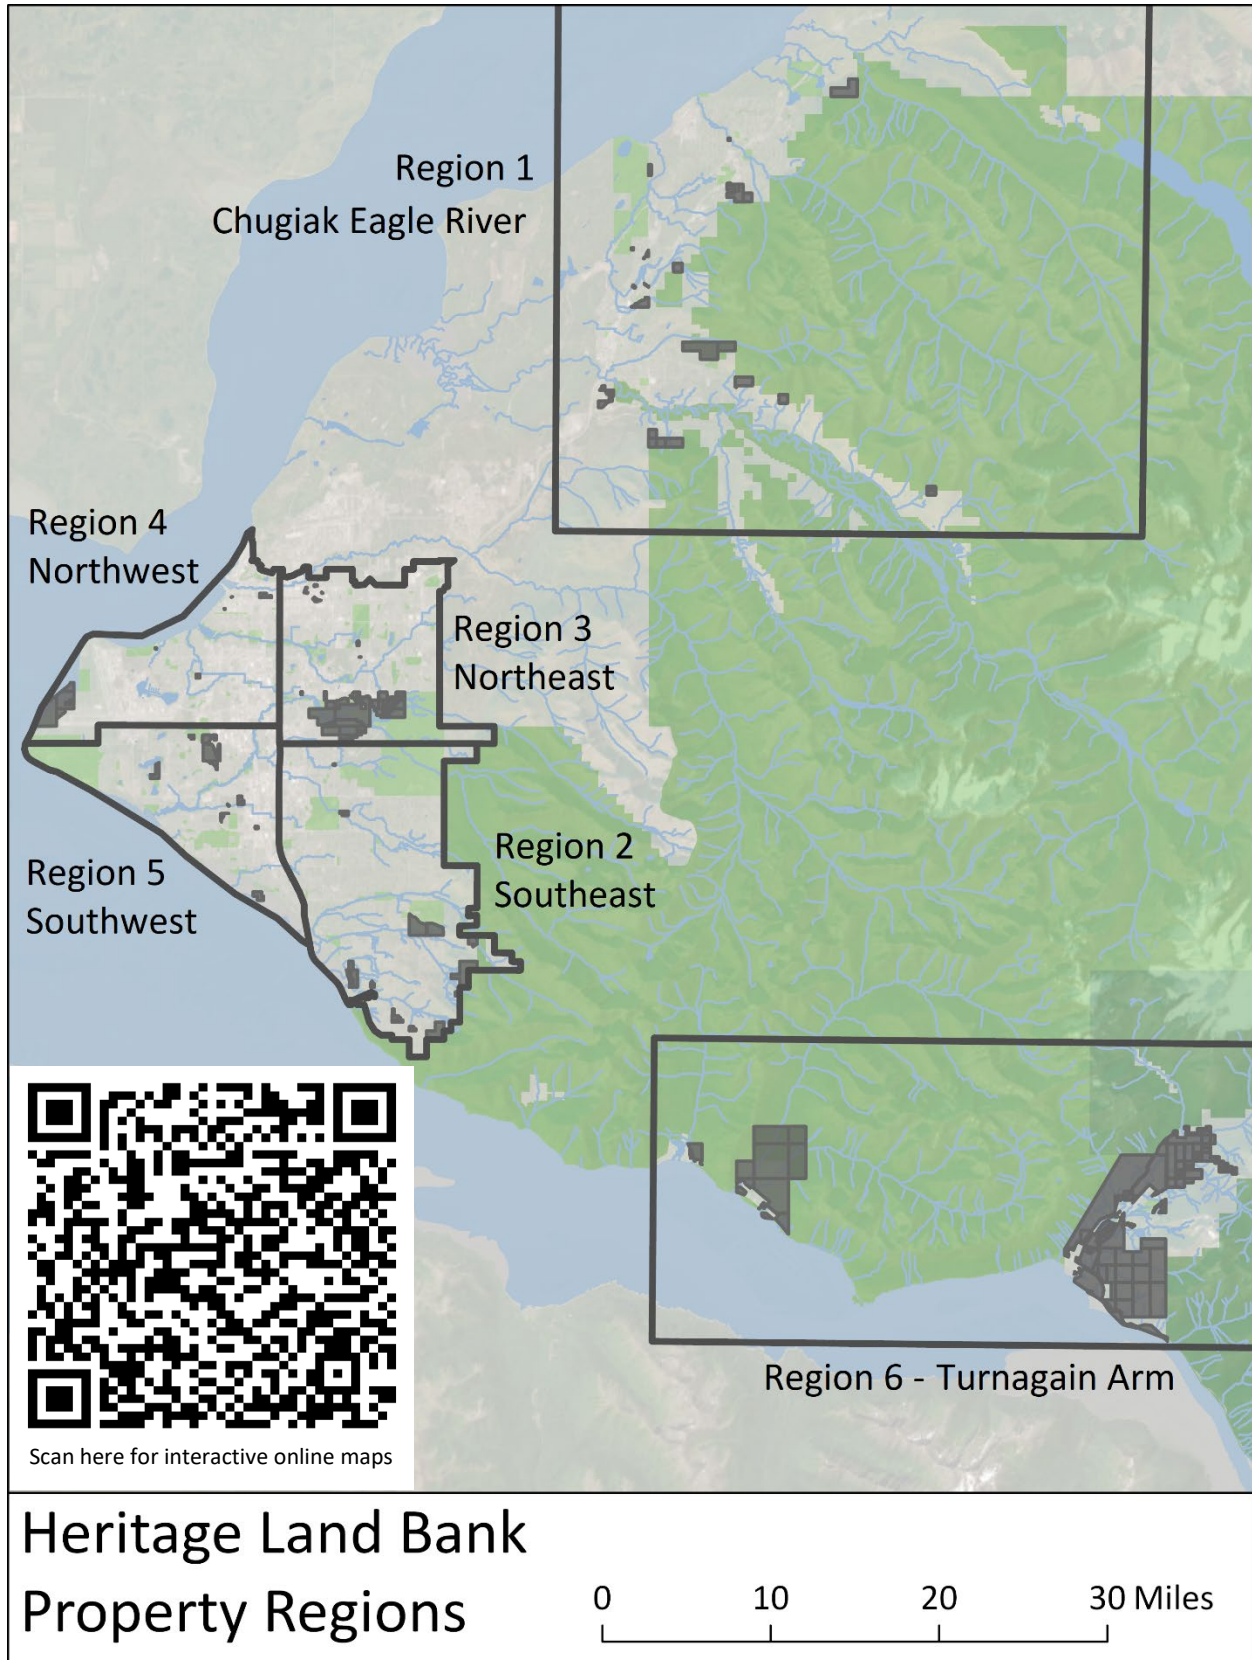 Region 1
Chugiak Eagle River
Region 4
Northwest
Region 3
Northeast
Region 2
Southeast
Region 5
Southwest
Region 6 - Turnagain Arm
Scan here for interactive online maps
Heritage Land Bank
Property Regions
0 10 20 30 Miles